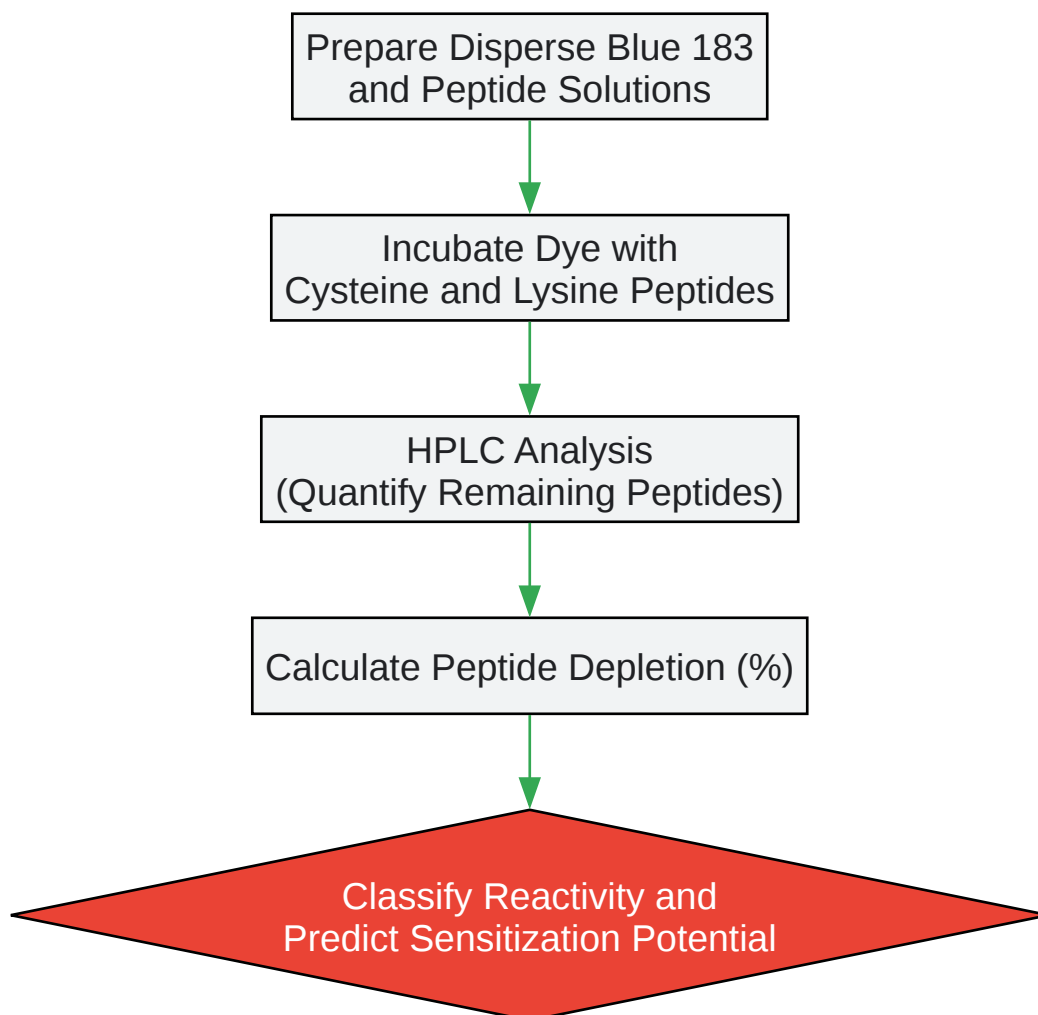 Prepare Disperse Blue 183
and Peptide Solutions
Incubate Dye with
Cysteine and Lysine Peptides
HPLC Analysis
(Quantify Remaining Peptides)
Calculate Peptide Depletion (%)
Classify Reactivity and
Predict Sensitization Potential